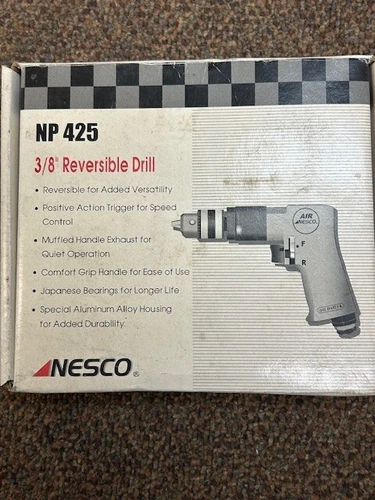 NP 425
3/8" Reversible Drill
• Reversible for Added Versatility
• Positive Action Trigger for Speed
Control
• Muffled Handle Exhaust for
Quiet Operation
• Comfort Grip Handle for Ease of Use
• Japanese Bearings for Longer Life
• Special Aluminum Alloy Housing
for Added Durability.
AIR
NESCO
F
R
NESCO®